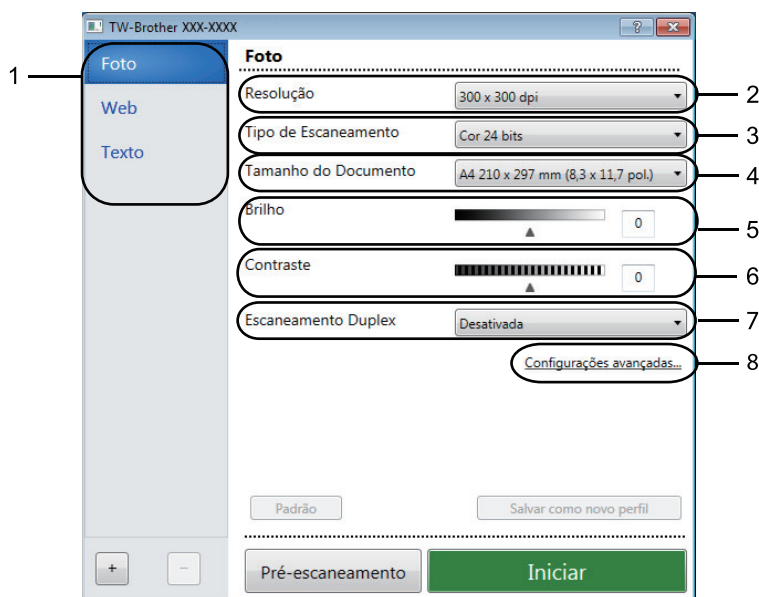 TW-Brother XXX-XXXX
?
1
Foto
Web
Texto
Foto
Resolução
300 x 300 dpi
2
Tipo de Escaneamento
Cor 24 bits
3
Tamanho do Documento
A4 210 x 297 mm (8,3 x 11,7 pol.)
4
Brilho
0
5
Contraste
0
6
Escaneamento Duplex
Desativada
7
Configurações avançadas...
8
Padrão
Salvar como novo perfil
+
−
Pré-escaneamento
Iniciar